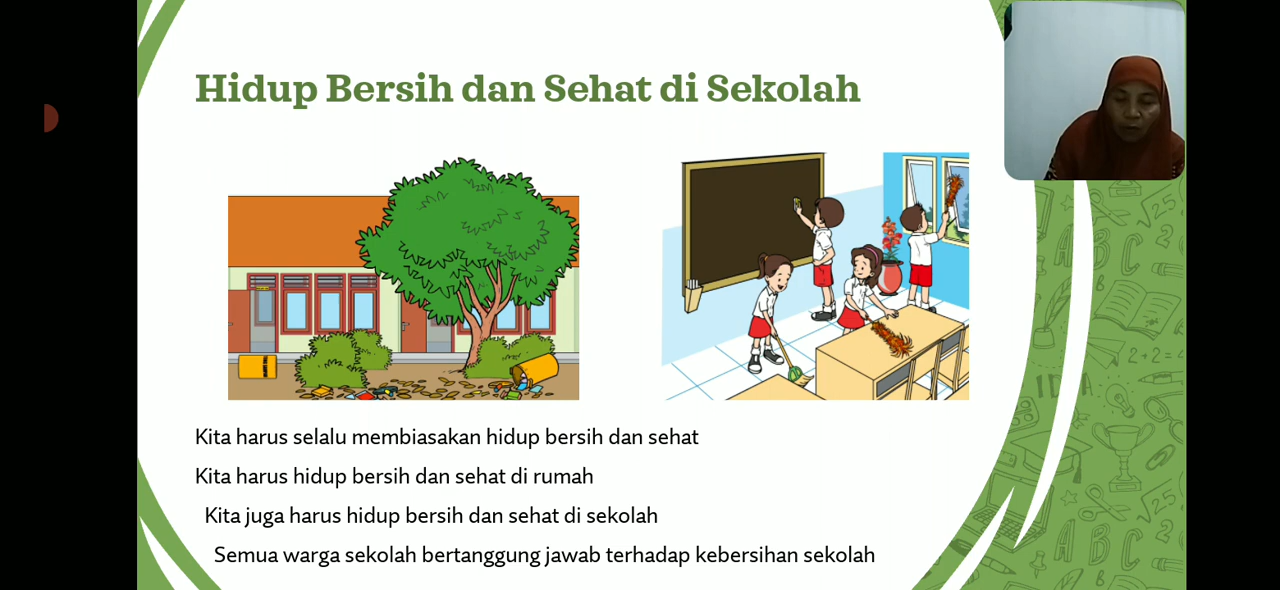 Hidup Bersih dan Sehat di Sekolah
Kita harus selalu membiasakan hidup bersih dan sehat
Kita harus hidup bersih dan sehat di rumah
Kita juga harus hidup bersih dan sehat di sekolah
Semua warga sekolah bertanggung jawab terhadap kebersihan sekolah